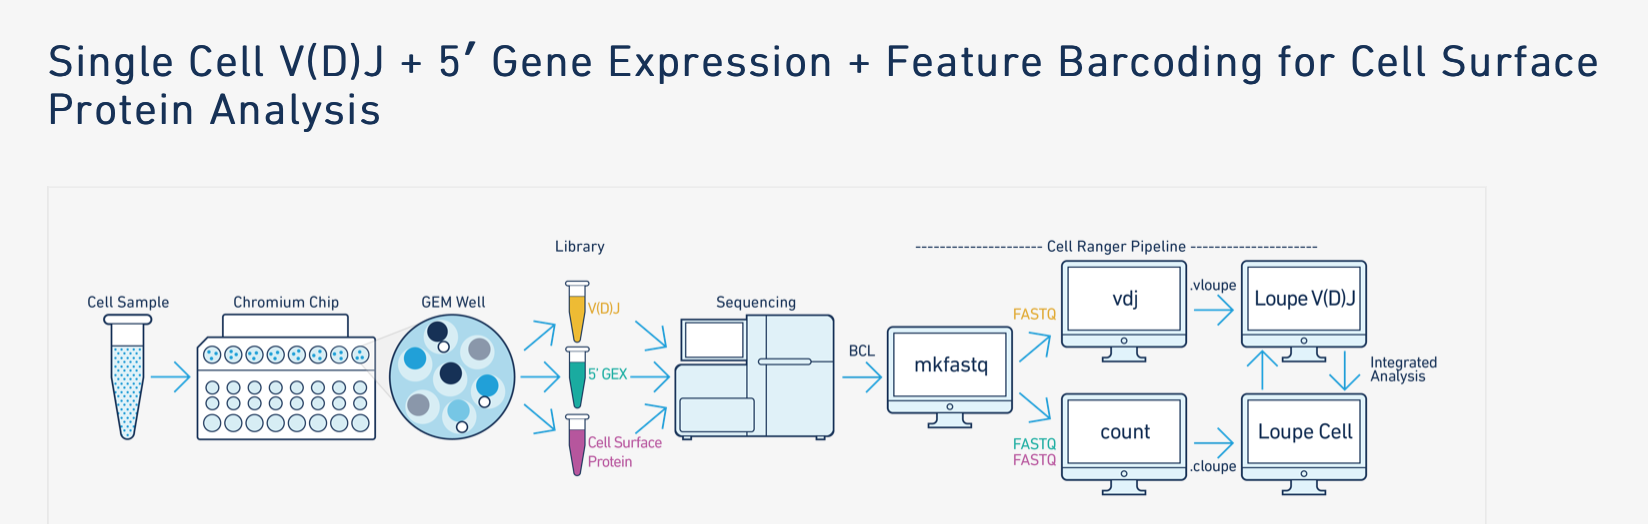 Single Cell V(D)J + 5′ Gene Expression + Feature Barcoding for Cell Surface
Protein Analysis
Library
--------------------- Cell Ranger Pipeline ---------------------
Cell Sample
Chromium Chip
GEM Well
V(D)J
5' GEX
Cell Surface
Protein
Sequencing
BCL
mkfastq
FASTQ
FASTQ
FASTQ
vdj
count
.vloupe
.cloupe
Loupe V(D)J
Integrated
Analysis
Loupe Cell